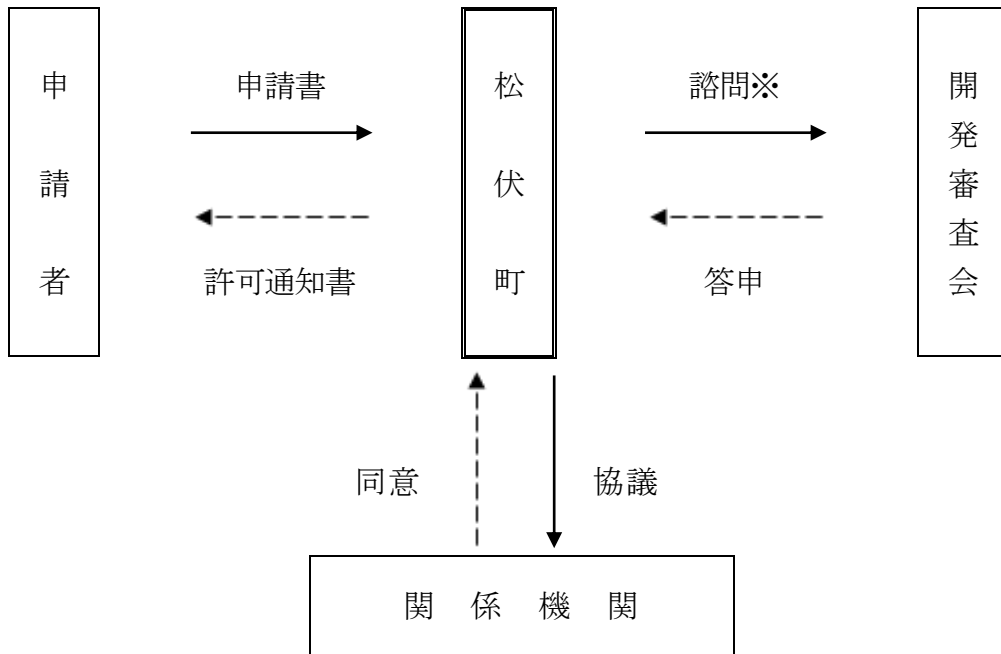 申請者
申請書
許可通知書
松伏町
諮問※
答申
開発審査会
同意
協議
関係機関